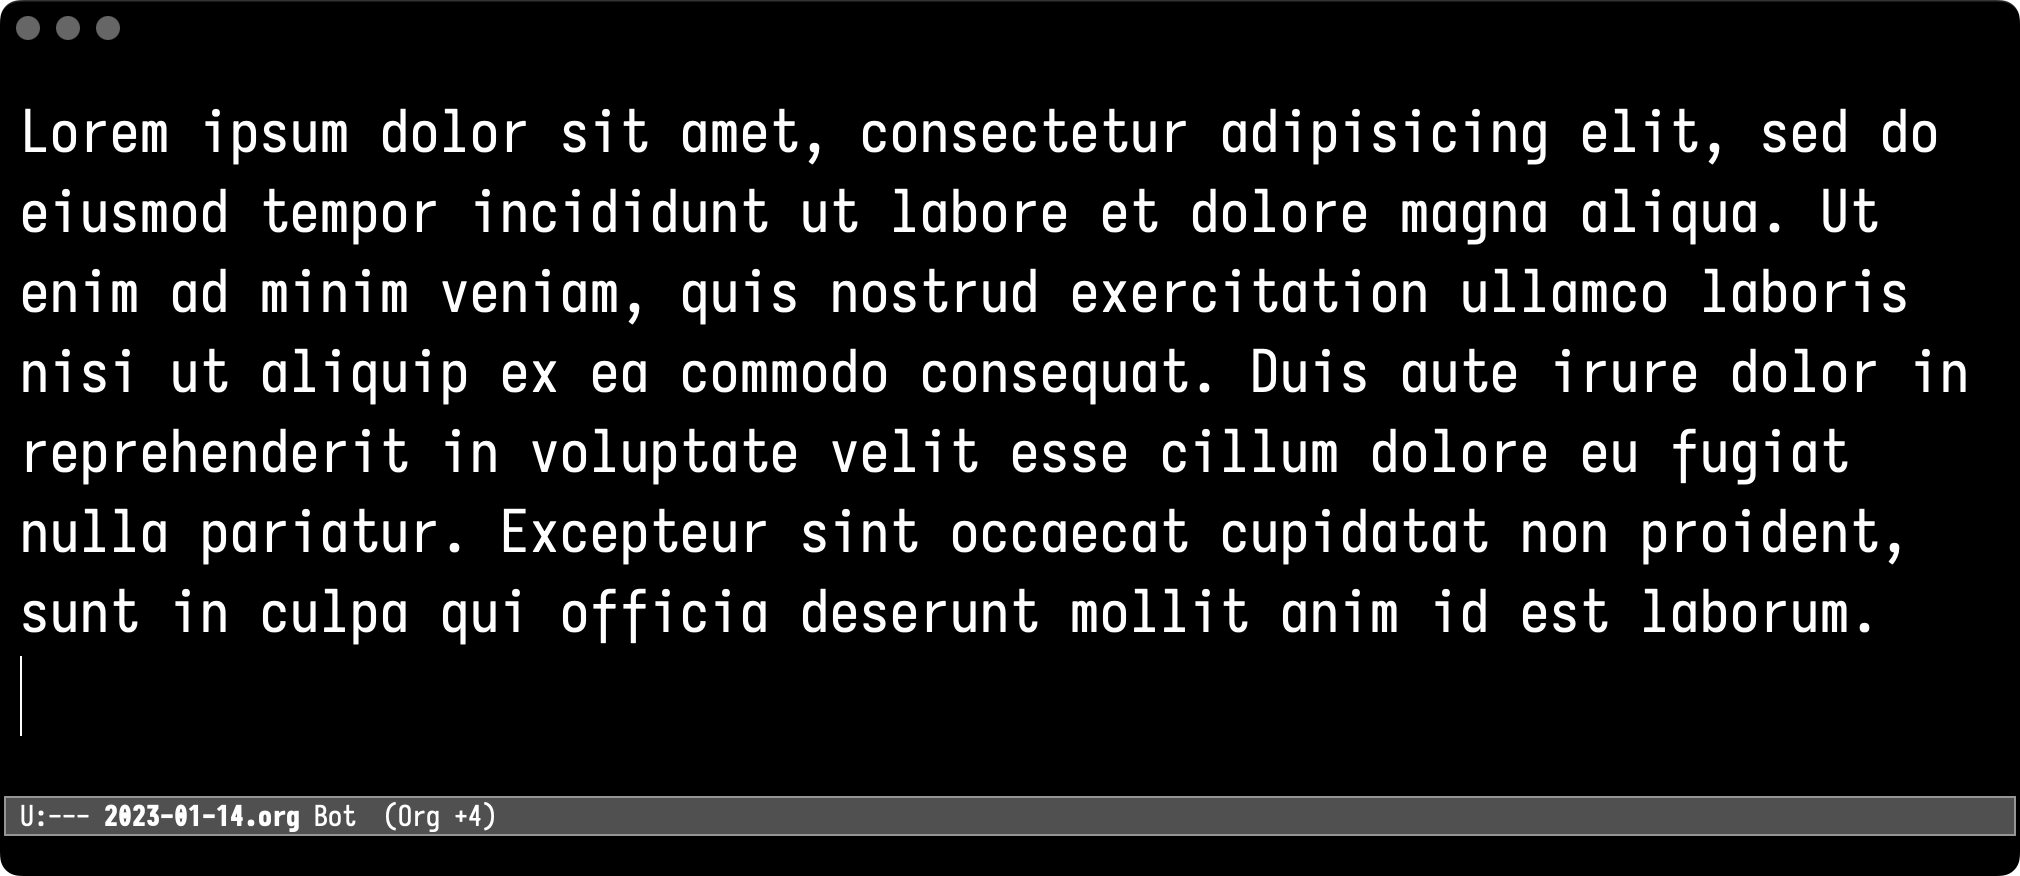 Lorem ipsum dolor sit amet, consectetur adipisicing elit, sed do
eiusmod tempor incididunt ut labore et dolore magna aliqua. Ut
enim ad minim veniam, quis nostrud exercitation ullamco laboris
nisi ut aliquip ex ea commodo consequat. Duis aute irure dolor in
reprehenderit in voluptate velit esse cillum dolore eu fugiat
nulla pariatur. Excepteur sint occaecat cupidatat non proident,
sunt in culpa qui officia deserunt mollit anim id est laborum.
U:--- 2023-01-14.org Bot (Org +4)